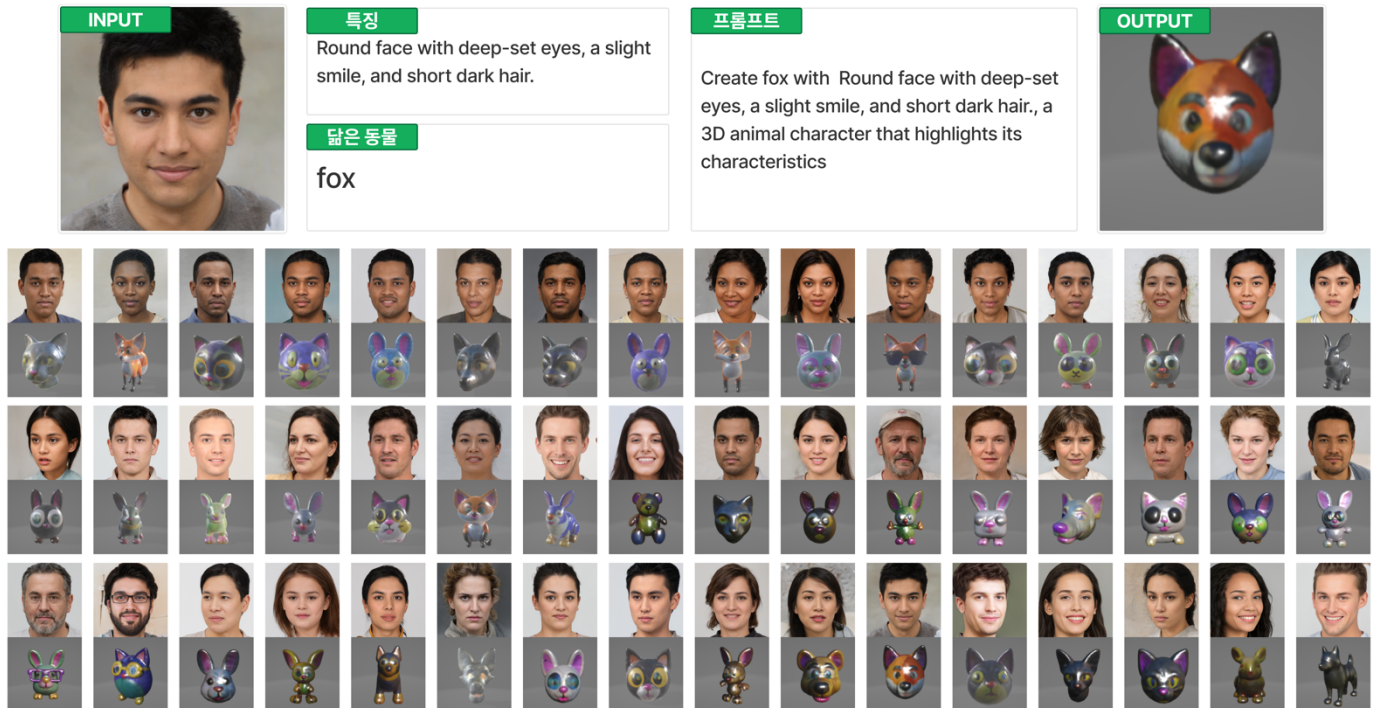 INPUT
특징
Round face with deep-set eyes, a slight
smile, and short dark hair.
닮은 동물
fox
프롬프트
Create fox with  Round face with deep-set
eyes, a slight smile, and short dark hair., a
3D animal character that highlights its
characteristics
OUTPUT